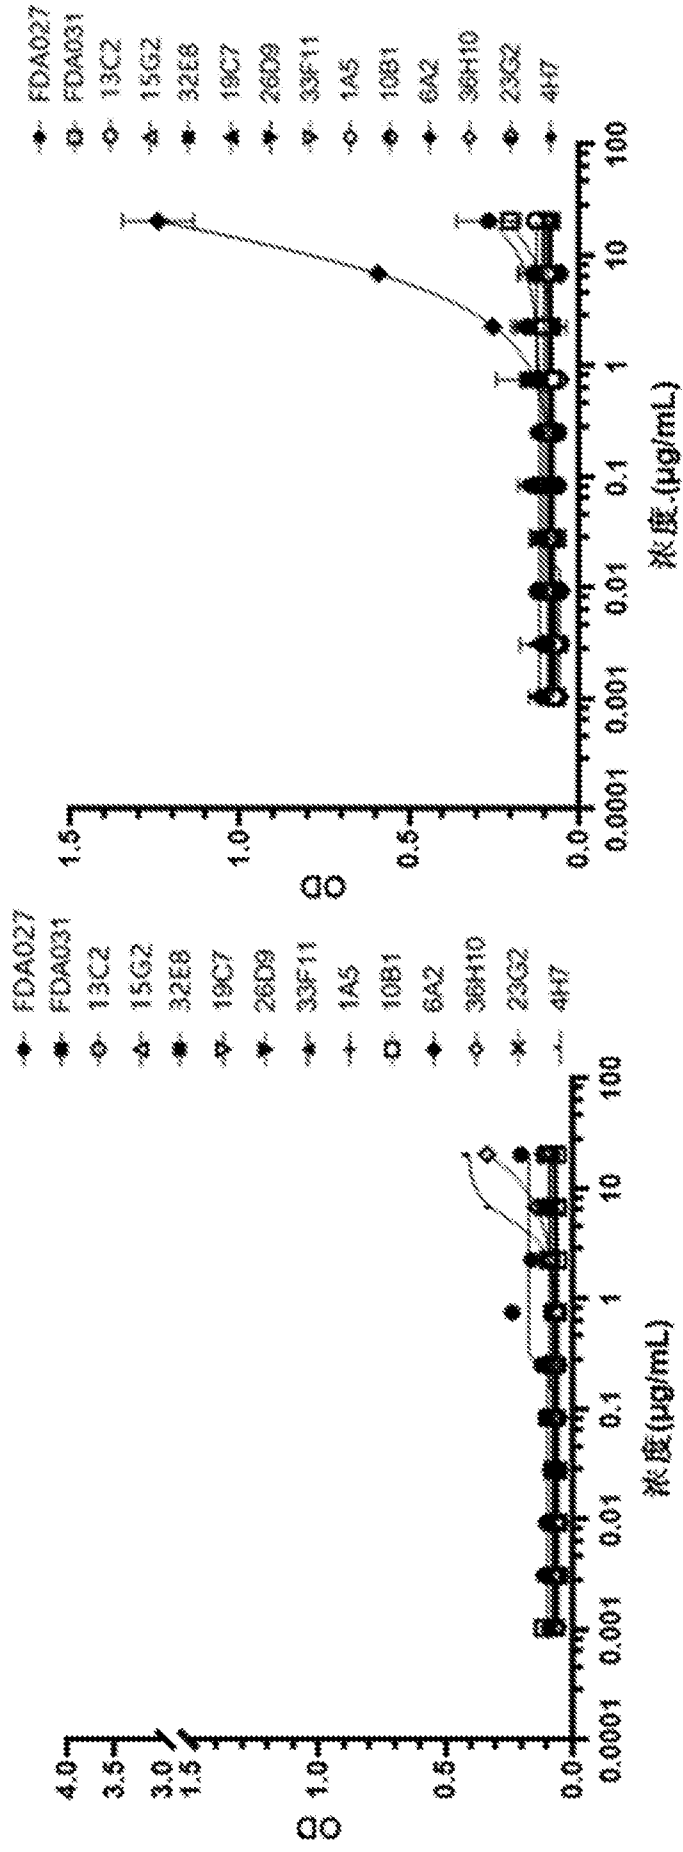 OD
4.0
3.5
3.0
1.5
1.0
0.5
0.0
0.0001
0.001
0.01
0.1
1
10
100
浓度(µg/mL)
FDA027
FDA031
13C2
15G2
32E8
19C7
26D9
33F11
1A5
10B1
6A2
38H10
23G2
4H7
OD
1.5
1.0
0.5
0.0
0.0001
0.001
0.01
0.1
1
10
100
浓度.(µg/mL)
FDA027
FDA031
13C2
15G2
32E8
19C7
26D9
33F11
1A5
10B1
6A2
38H10
23G2
4H7